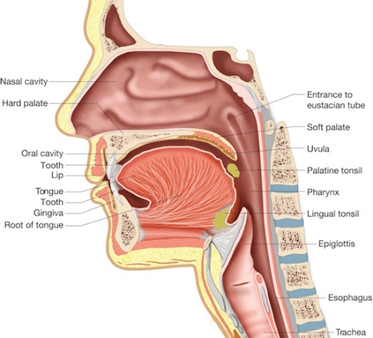 Nasal cavity
Hard palate
Oral cavity
Tooth
Lip
Tongue
Tooth
Gingiva
Root of tongue
Entrance to
eustacian tube
Soft palate
Uvula
Palatine tonsil
Pharynx
Lingual tonsil
Epiglottis
Esophagus
Trachea